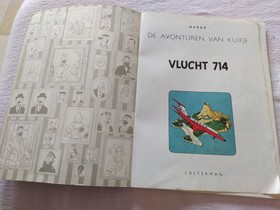 HERGÉ
DE AVONTUREN VAN KUIFJE
VLUCHT 714
CASTERMAN